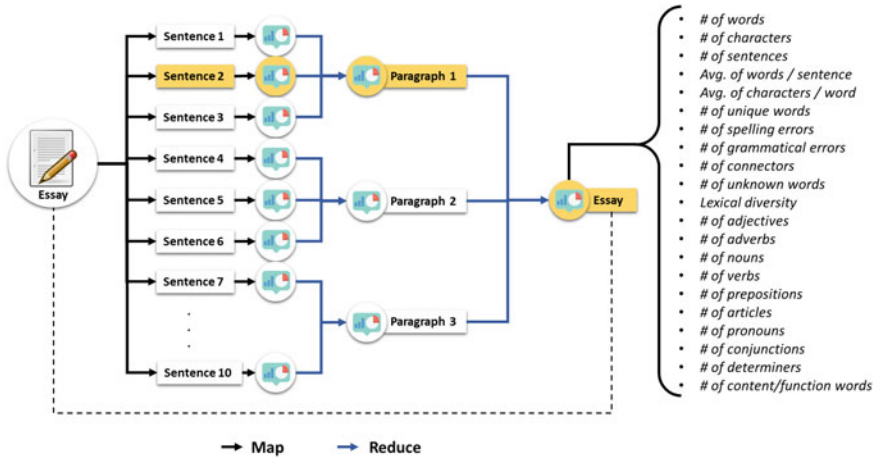 Essay
Sentence 1
Sentence 2
Sentence 3
Sentence 4
Sentence 5
Sentence 6
Sentence 7
.
.
.
Sentence 10
Paragraph 1
Paragraph 2
Paragraph 3
Essay
• # of words
• # of characters
• # of sentences
• Avg. of words / sentence
• Avg. of characters / word
• # of unique words
• # of spelling errors
• # of grammatical errors
• # of connectors
• # of unknown words
• Lexical diversity
• # of adjectives
• # of adverbs
• # of nouns
• # of verbs
• # of prepositions
• # of articles
• # of pronouns
• # of conjunctions
• # of determiners
• # of content/function words
Map
Reduce